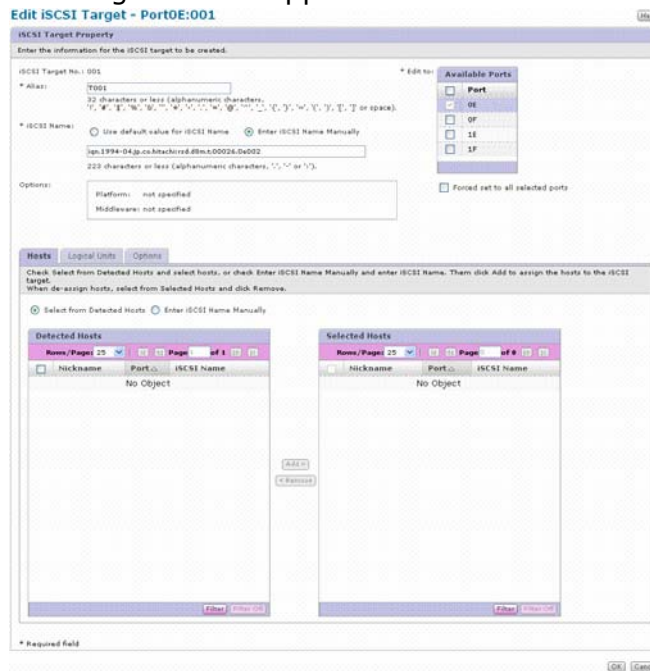 Edit iSCSI Target - Port0E:001
iSCSI Target Property
Enter the information for the iSCSI target to be created.
iSCSI Target No.: 001
* Edit to:
Available Ports
Port
0E
0F
1E
1F
Forced set to all selected ports
* Alias:
T001
32 characters or less (alphanumeric characters,
or space).
* iSCSI Name:
Use default value for iSCSI Name
Enter iSCSI Name Manually
223 characters or less (alphanumeric characters, '.', '-' or ':').
Options:
Platform: not specified
Middleware: not specified
Hosts Logical Units Options
Check Select from Detected Hosts and select hosts, or check Enter iSCSI Name Manually and enter iSCSI Name. Them click Add to assign the hosts to the iSCSI
target.
When de-assign hosts, select from Selected Hosts and click Remove.
Select from Detected Hosts Enter iSCSI Name Manually
Detected Hosts
Rows/Page: 25 Page of 1
Nickname Port iSCSI Name
No Object
Filter Filter Off
Add >
< Remove
Selected Hosts
Rows/Page: 25 Page of 0
Nickname Port iSCSI Name
No Object
Filter Filter Off
* Required field
OK